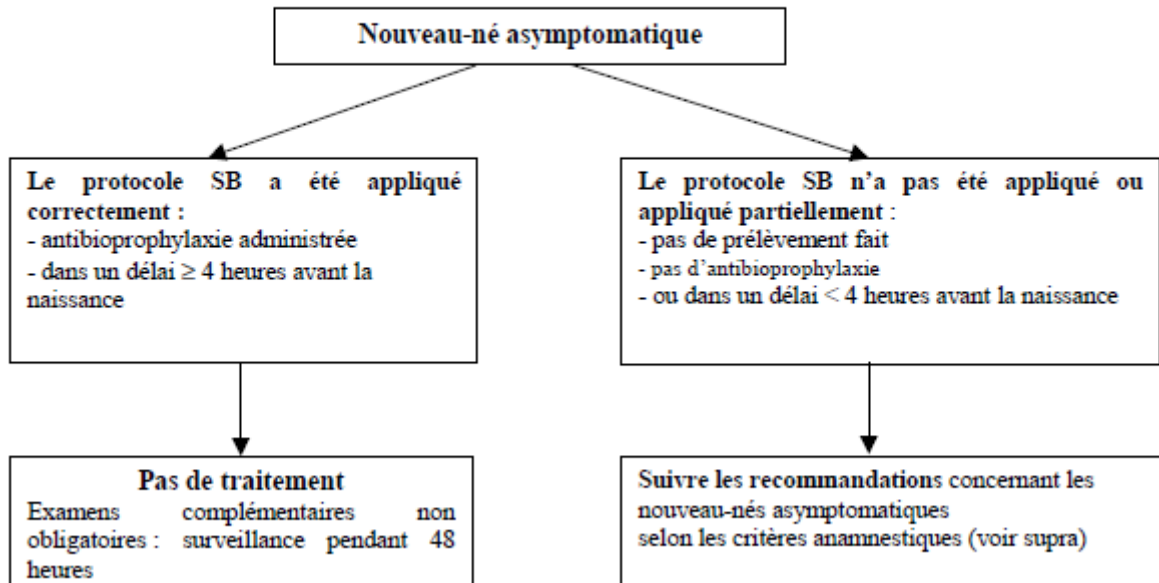 Nouveau-né asymptomatique
Le protocole SB a été appliqué
correctement :
- antibioprophylaxie administrée
- dans un délai ≥ 4 heures avant la
naissance
Le protocole SB n'a pas été appliqué ou
appliqué partiellement :
- pas de prélèvement fait
- pas d'antibioprophylaxie
- ou dans un délai < 4 heures avant la naissance
Pas de traitement
Examens complémentaires non
obligatoires : surveillance pendant 48
heures
Suivre les recommandations concernant les
nouveau-nés asymptomatiques
selon les critères anamnestiques (voir supra)